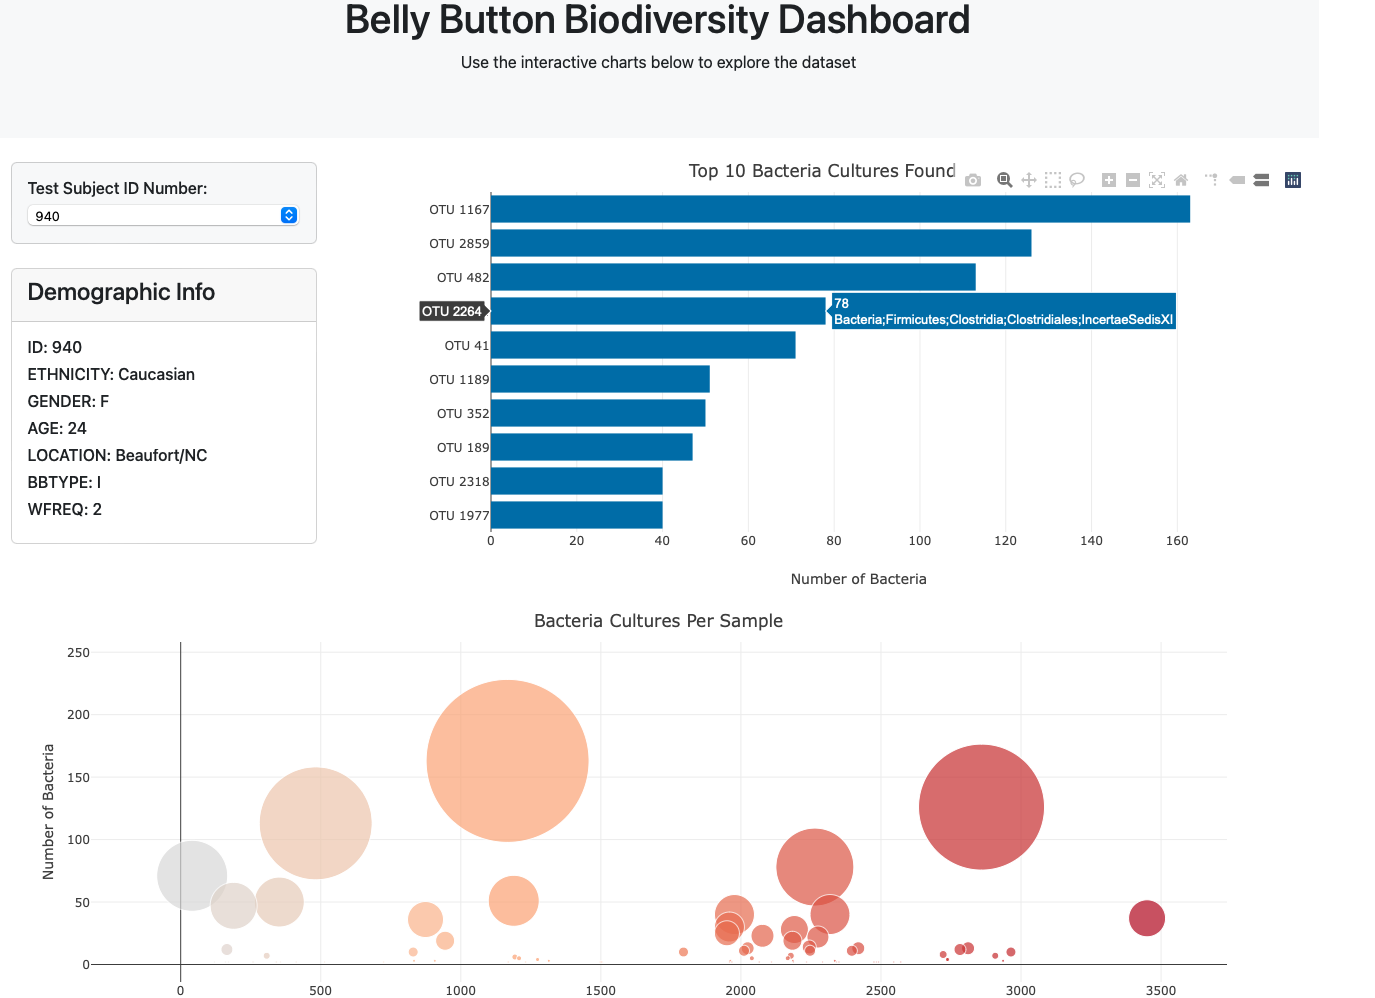 Belly Button Biodiversity Dashboard
Use the interactive charts below to explore the dataset
Test Subject ID Number:
940
Demographic Info
ID: 940
ETHNICITY: Caucasian
GENDER: F
AGE: 24
LOCATION: Beaufort/NC
BBTYPE: I
WFREQ: 2
Top 10 Bacteria Cultures Found
OTU 1167
OTU 2859
OTU 482
OTU 2264
78
Bacteria;Firmicutes;Clostridia;Clostridiales;IncertaeSedisXI
OTU 41
OTU 1189
OTU 352
OTU 189
OTU 2318
OTU 1977
0 20 40 60 80 100 120 140 160
Number of Bacteria
Bacteria Cultures Per Sample
Number of Bacteria
250
200
150
100
50
0
0 500 1000 1500 2000 2500 3000 3500